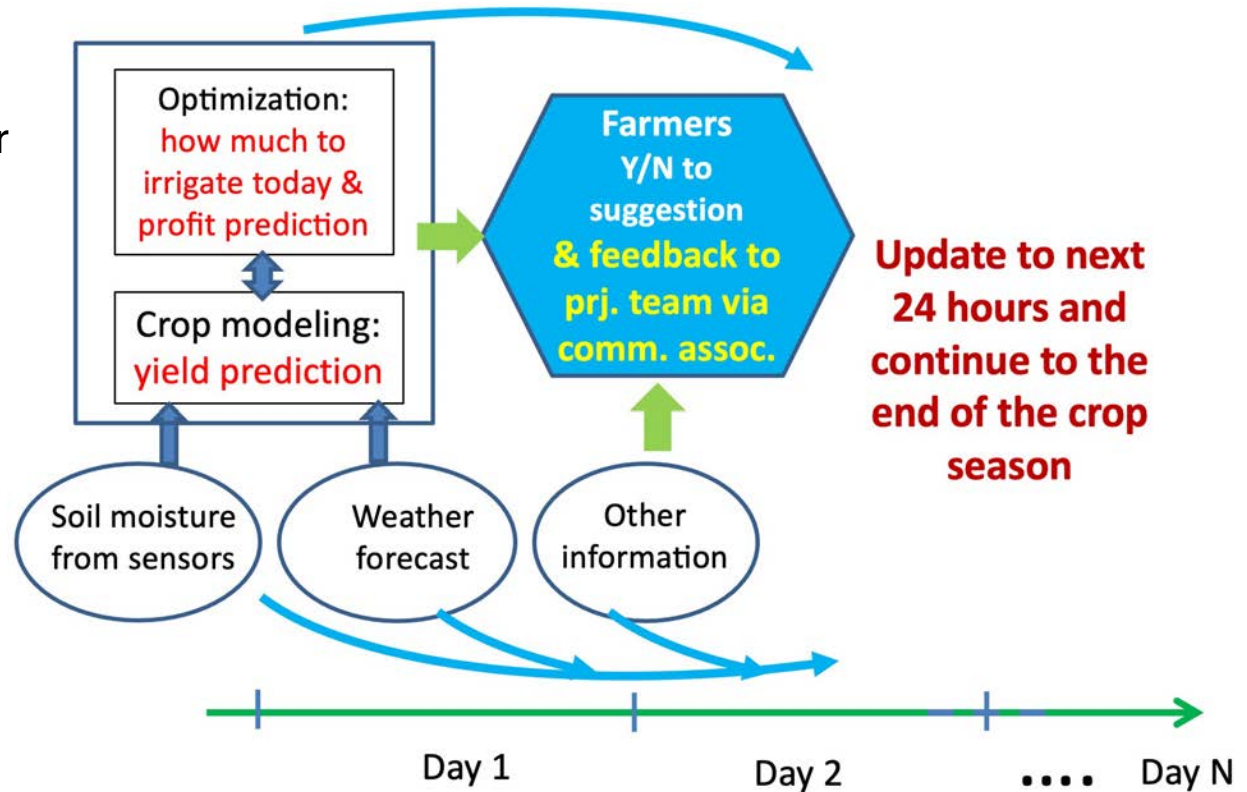 r
Optimization:
how much to
irrigate today &
profit prediction
Crop modeling:
yield prediction
Farmers
Y/N to
suggestion
& feedback to
prj. team via
comm. assoc.
Update to next
24 hours and
continue to the
end of the crop
season
Soil moisture
from sensors
Weather
forecast
Other
information
Day 1
Day 2
....
Day N